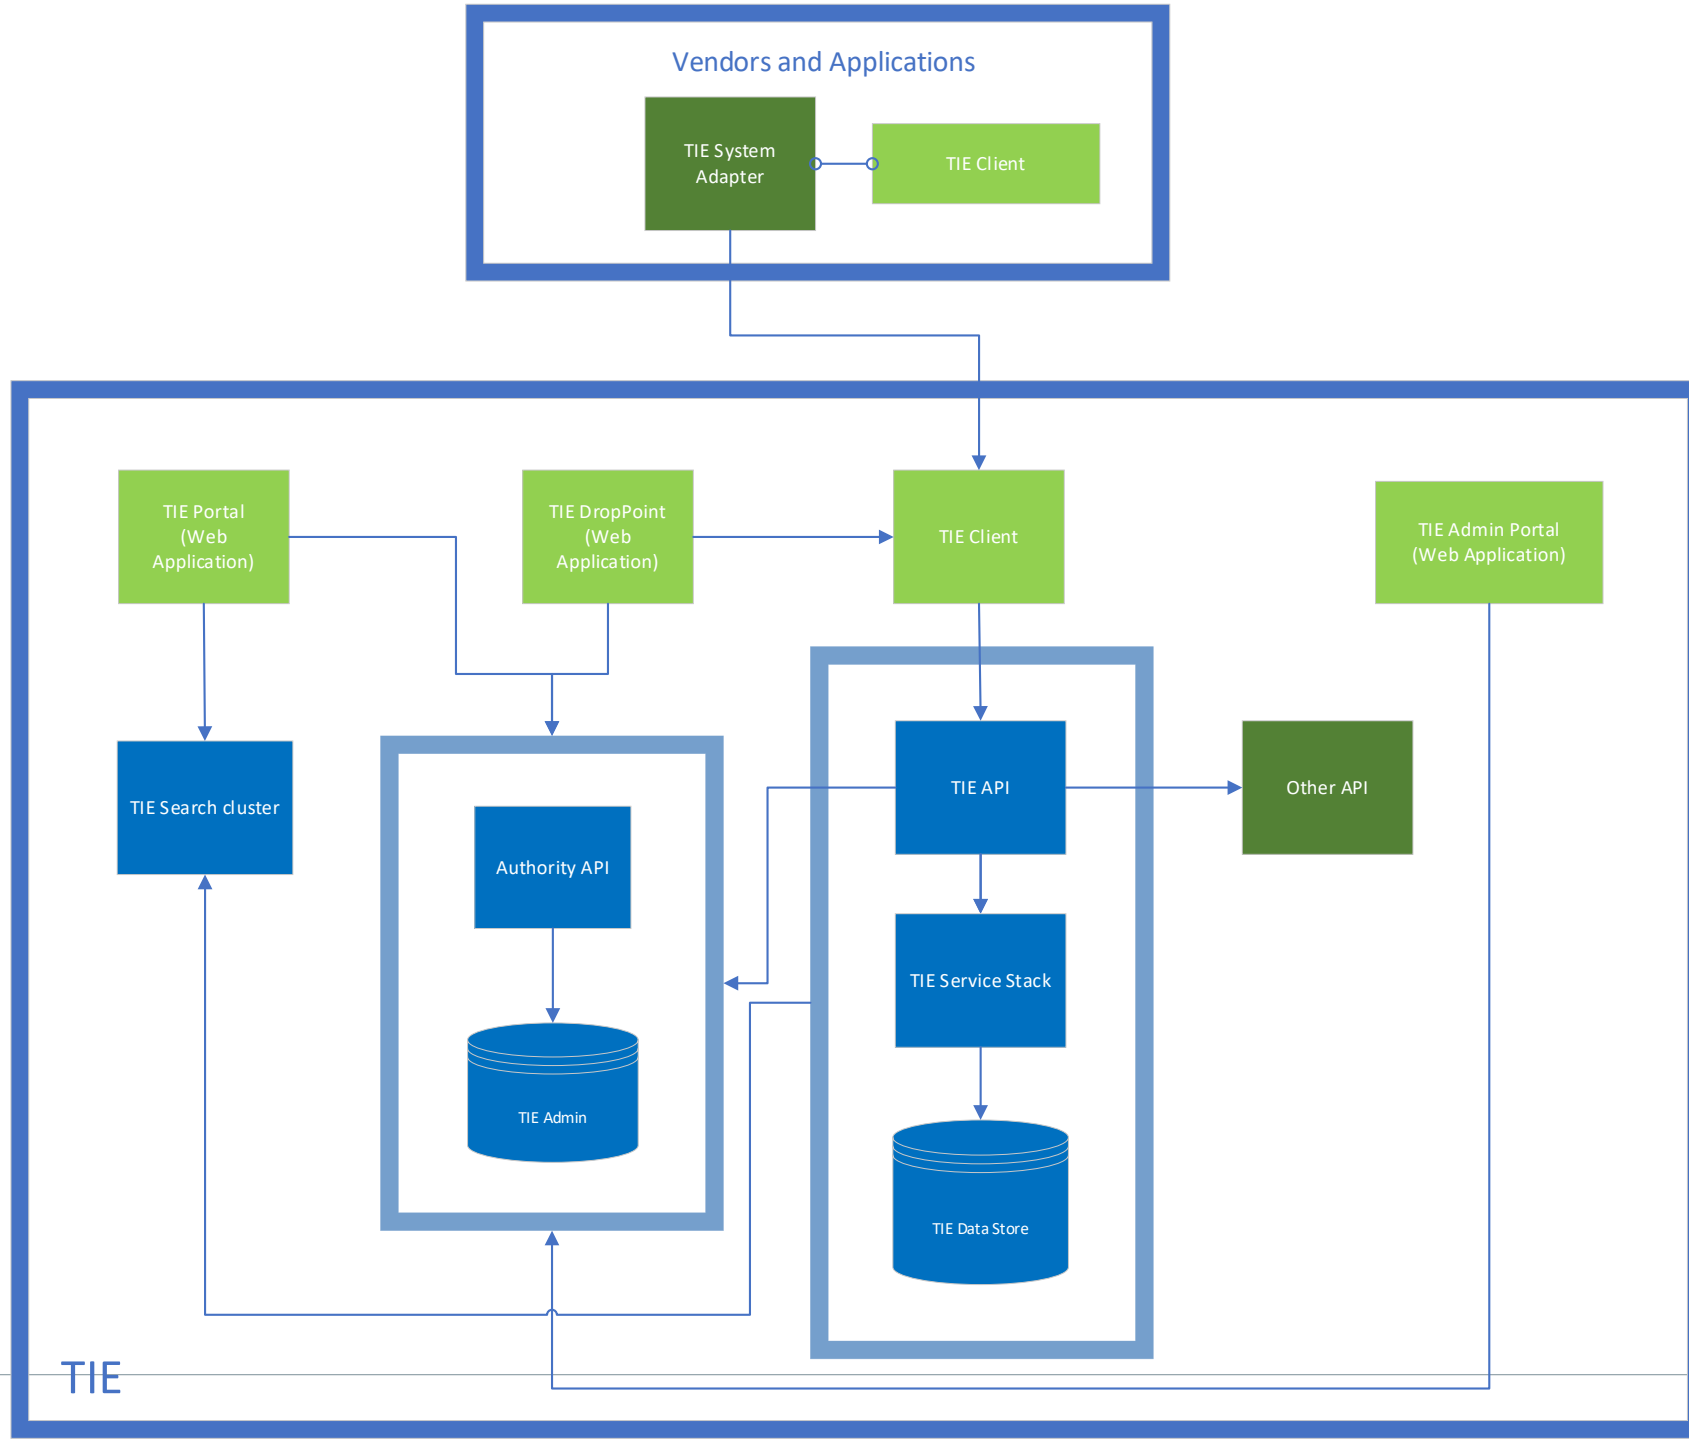 Vendors and Applications
TIE System
Adapter
TIE Client
TIE Portal
(Web
Application)
TIE DropPoint
(Web
Application)
TIE Client
TIE Admin Portal
(Web Application)
TIE Search cluster
Authority API
TIE API
Other API
TIE Service Stack
TIE Admin
TIE Data Store
TIE